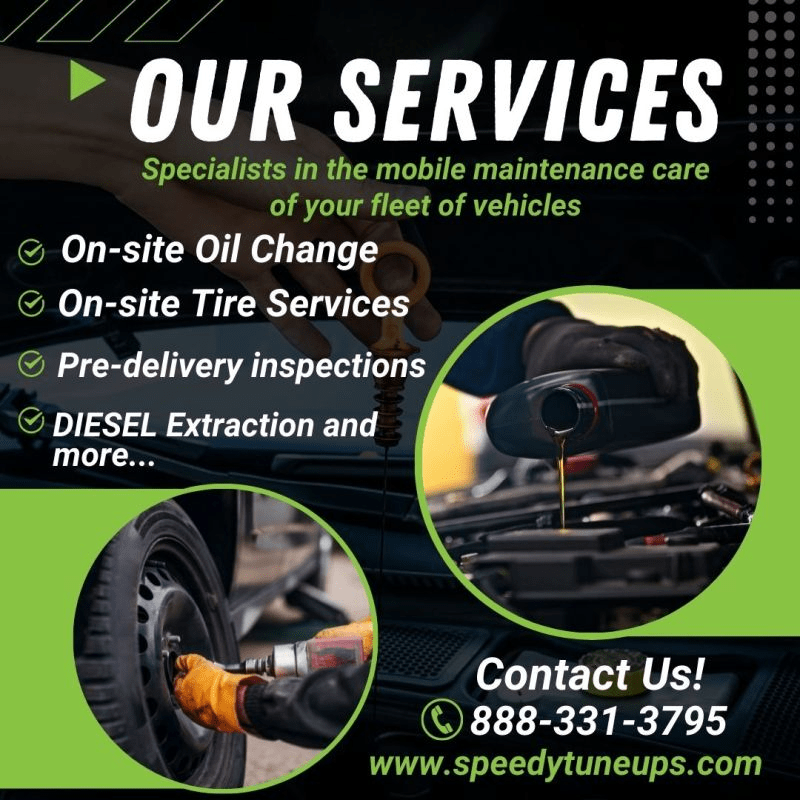 OUR SERVICES
Specialists in the mobile maintenance care
of your fleet of vehicles
On-site Oil Change
On-site Tire Services
Pre-delivery inspections
DIESEL Extraction and
more...
Contact Us!
888-331-3795
www.speedytuneups.com